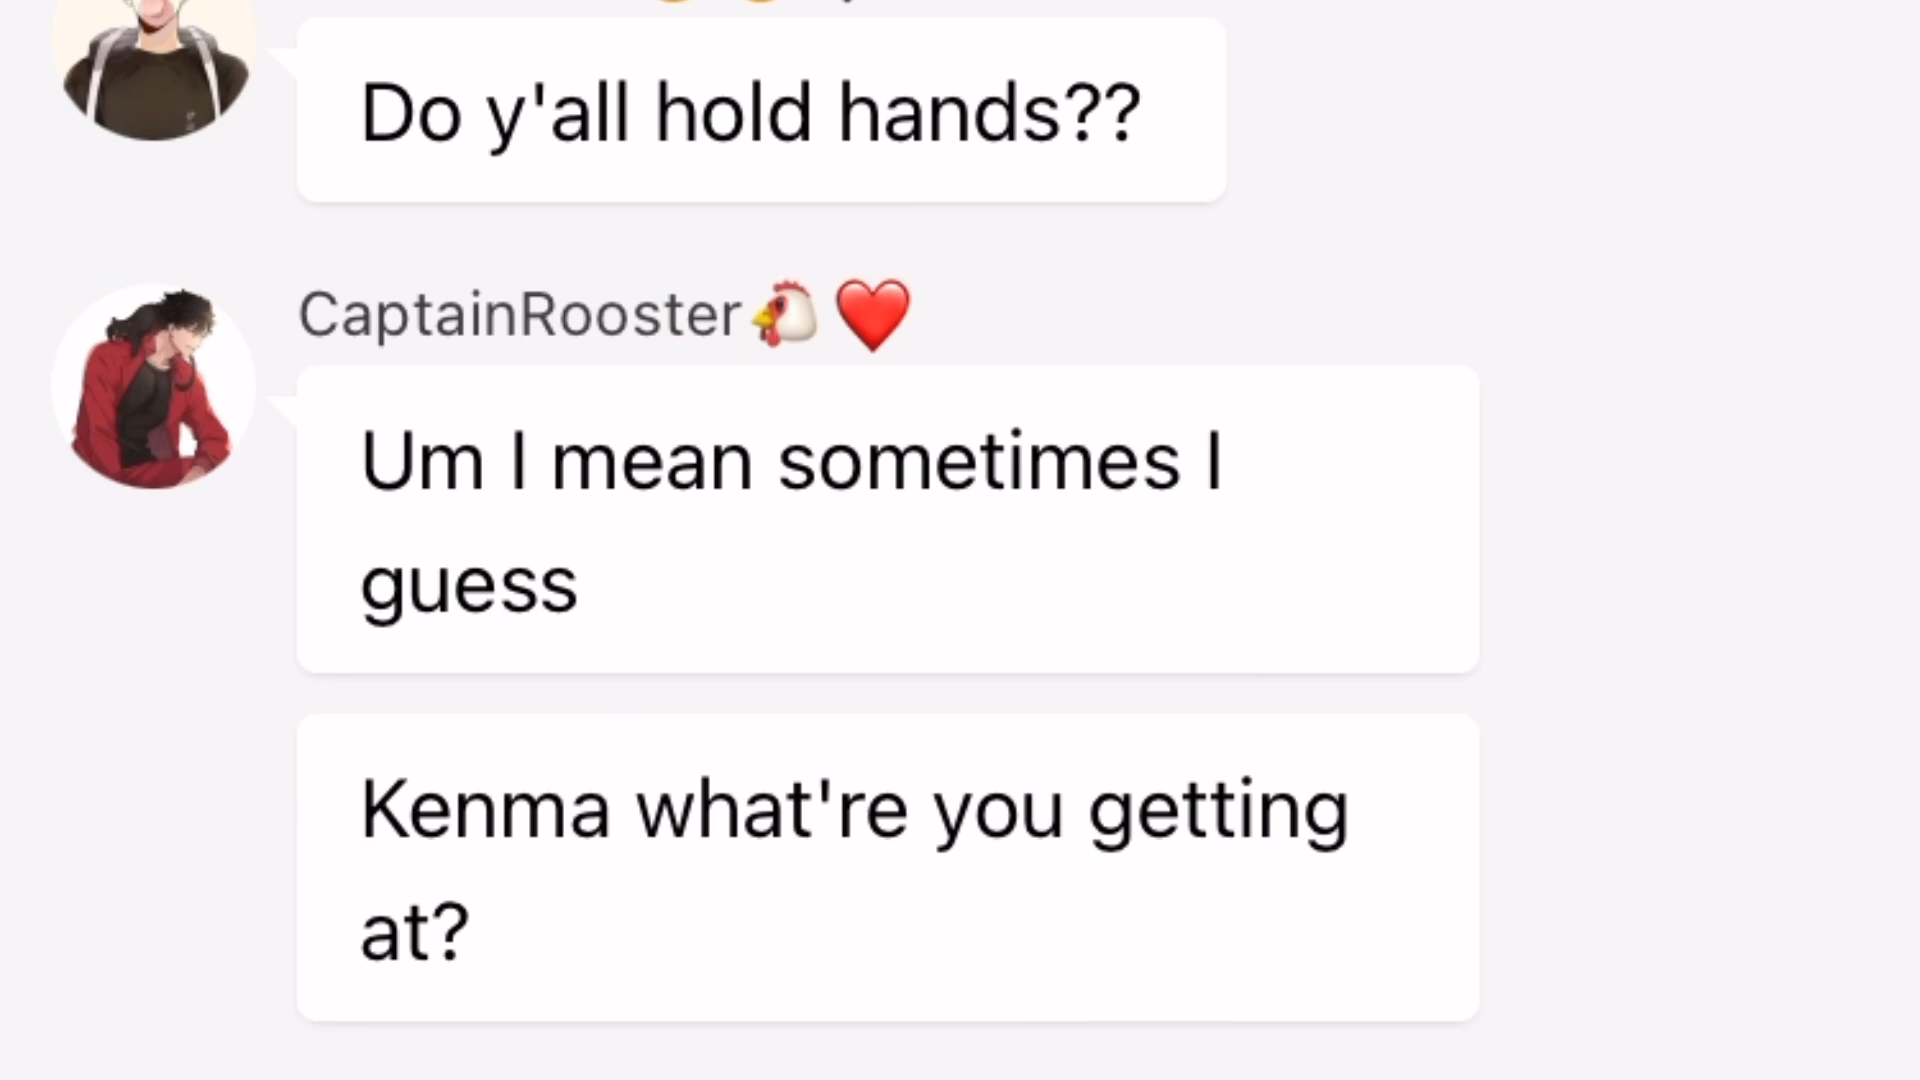 Do y'all hold hands??
CaptainRooster🐔❤️
Um I mean sometimes I
guess
Kenma what're you getting
at?